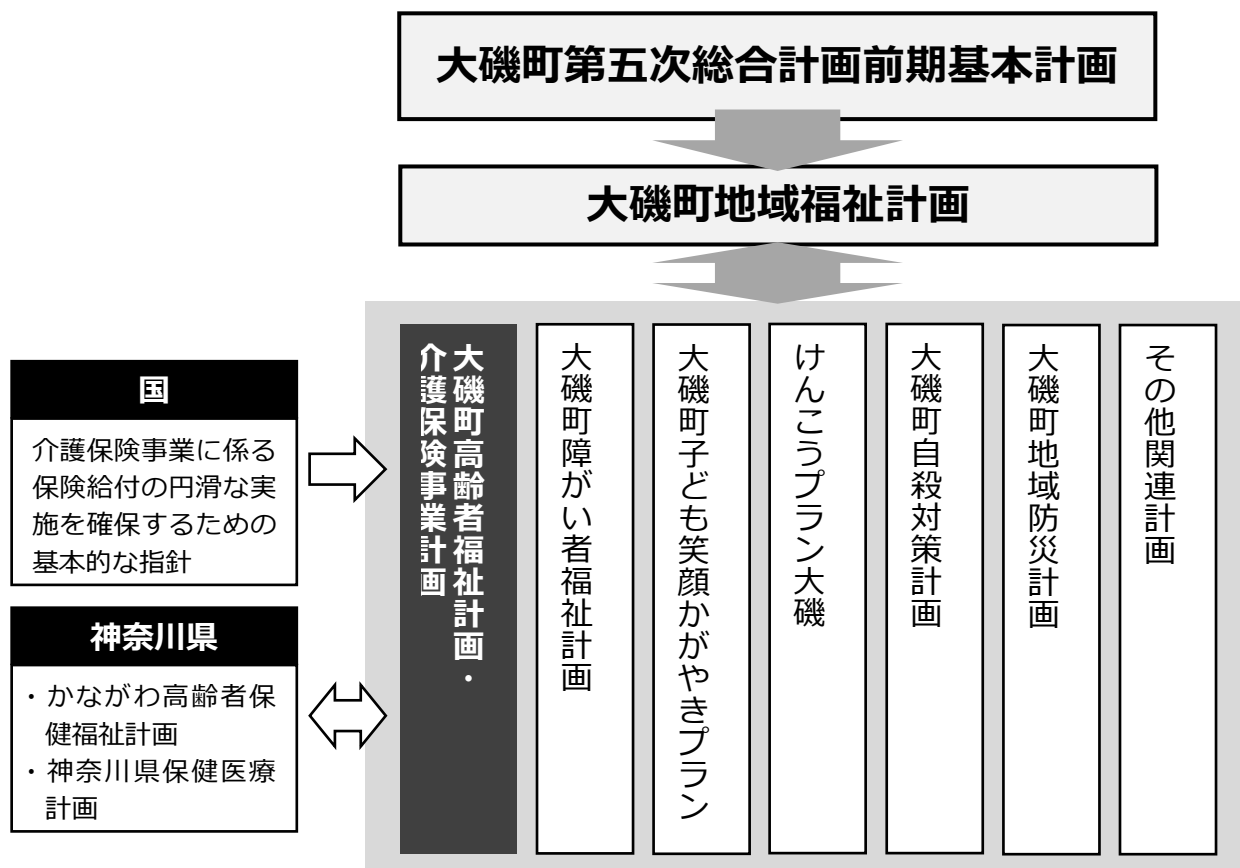 大磯町第五次総合計画前期基本計画
大磯町地域福祉計画
国
介護保険事業に係る
保険給付の円滑な実
施を確保するための
基本的な指針
神奈川県
・かながわ高齢者保
健福祉計画
・神奈川県保健医療
計画
大磯町高齢者福祉計画・
介護保険事業計画
大磯町障がい者福祉計画
大磯町子ども笑顔かがやきプラン
けんこうプラン大磯
大磯町自殺対策計画
大磯町地域防災計画
その他関連計画